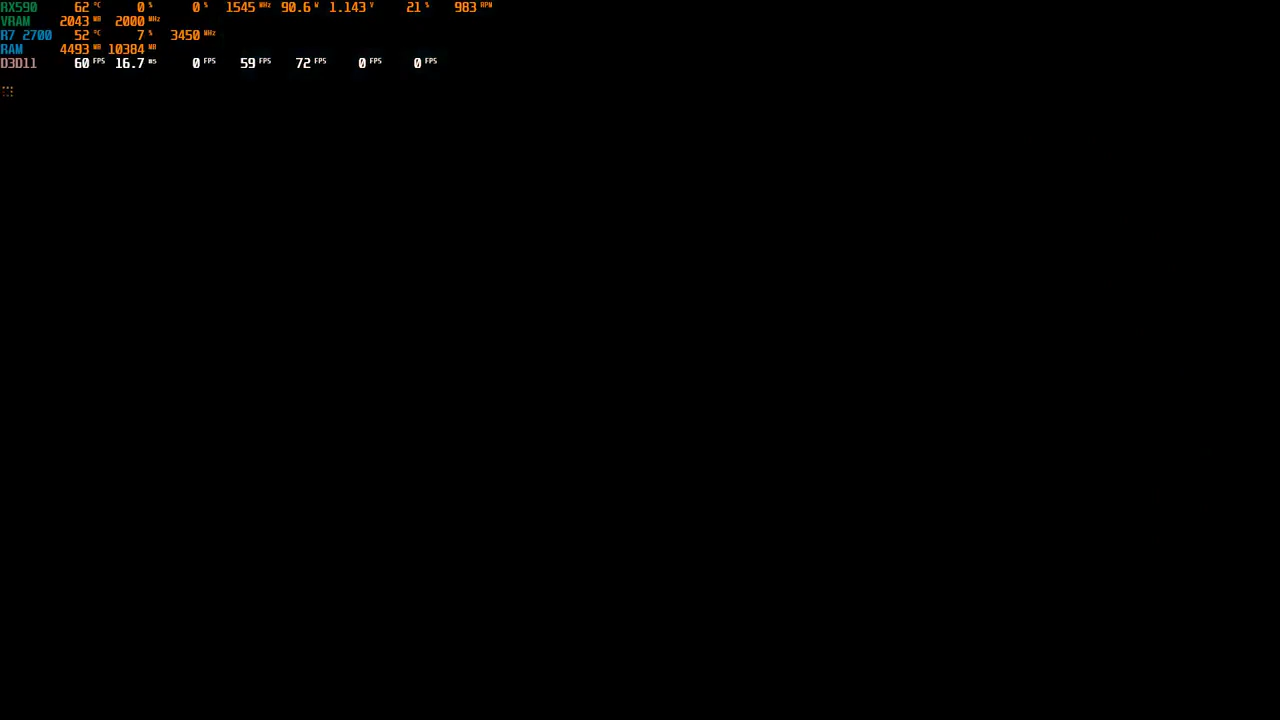 RX590 62 °C 0 % 0 % 1545 MHz 90.6 W 1.143 V 21 % 983 RPM
VRAM 2043 MB 2000 MHz
R7 2700 52 °C 7 % 3450 MHz
RAM 4493 MB 10384 MB
D3D11 60 FPS 16.7 ms 0 FPS 59 FPS 72 FPS 0 FPS 0 FPS